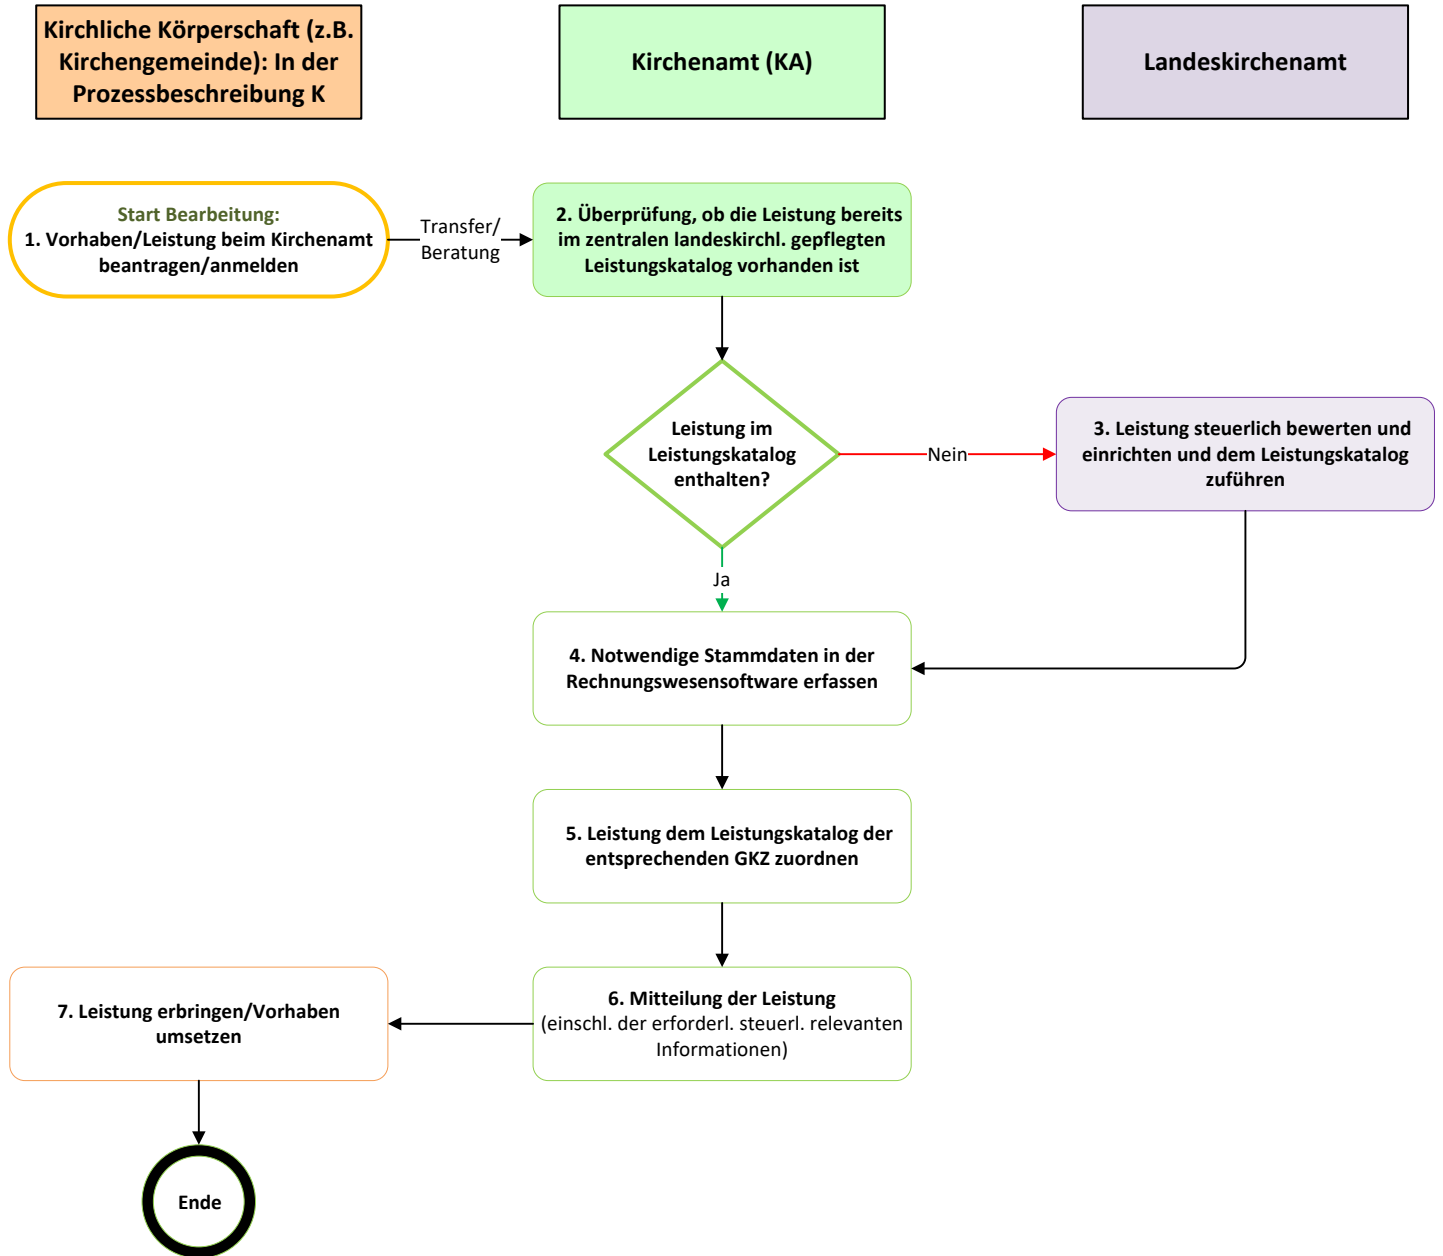 Kirchliche Körperschaft (z.B.
Kirchengemeinde): In der
Prozessbeschreibung K
Kirchenamt (KA)
Landeskirchenamt
Start Bearbeitung:
1. Vorhaben/Leistung beim Kirchenamt
beantragen/anmelden
Transfer/
Beratung
2. Überprüfung, ob die Leistung bereits
im zentralen landeskirchl. gepflegten
Leistungskatalog vorhanden ist
Leistung im
Leistungskatalog
enthalten?
Nein
3. Leistung steuerlich bewerten und
einrichten und dem Leistungskatalog
zuführen
Ja
4. Notwendige Stammdaten in der
Rechnungswesensoftware erfassen
5. Leistung dem Leistungskatalog der
entsprechenden GKZ zuordnen
6. Mitteilung der Leistung
(einschl. der erforderl. steuerl. relevanten
Informationen)
7. Leistung erbringen/Vorhaben
umsetzen
Ende